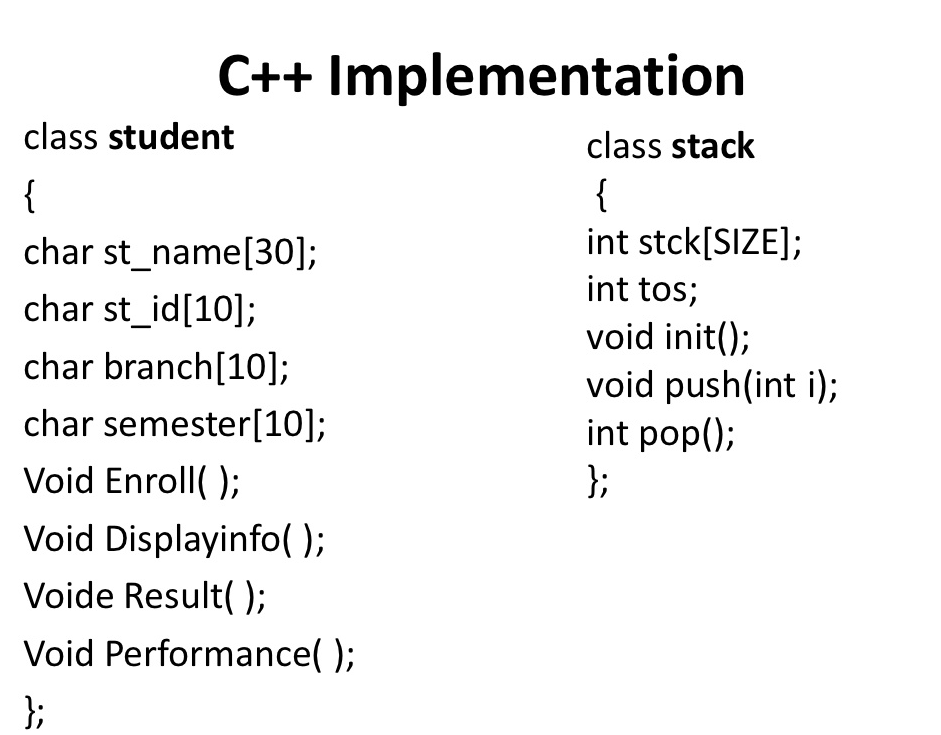 C++ Implementation
class student
{
char st_name[30];
char st_id[10];
char branch[10];
char semester[10];
Void Enroll( );
Void Displayinfo( );
Voide Result( );
Void Performance( );
};
class stack
{
int stck[SIZE];
int tos;
void init();
void push(int i);
int pop();
};